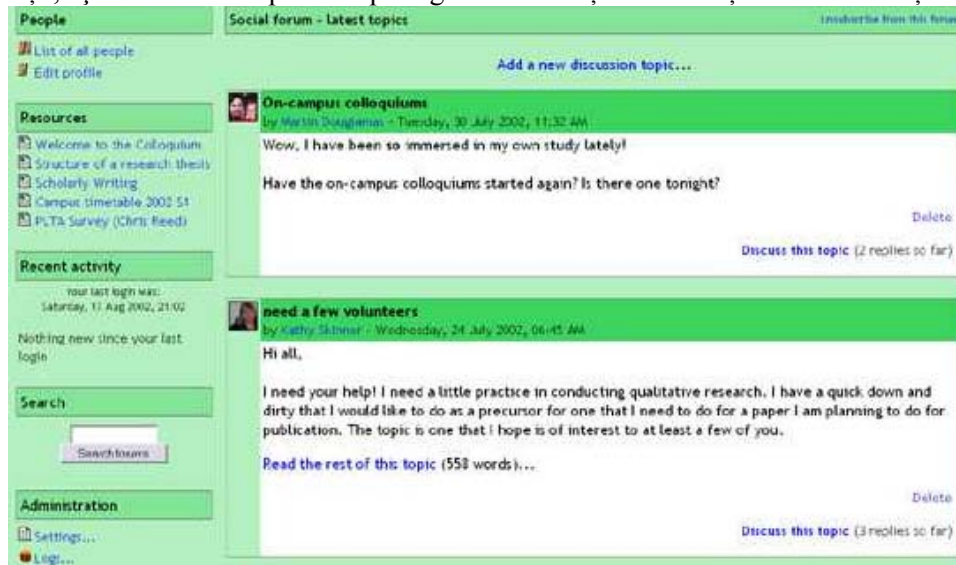 People
List of all people
Edit profile
Resources
Welcome to the Colloquium
Structure of a research thesis
Scholarly Writing
Campus timetable 2002 S1
PLTA Survey (Chris Reed)
Recent activity
Your last login was:
Saturday, 17 Aug 2002, 21:02
Nothing new since your last
login
Search
Search forums
Administration
Settings...
Logs...
Social forum - latest topics
Unsubscribe from this forum
Add a new discussion topic...
On-campus colloquiums
by Martin Dougiamas - Tuesday, 30 July 2002, 11:32 AM
Wow, I have been so immersed in my own study lately!
Have the on-campus colloquiums started again? Is there one tonight?
Delete
Discuss this topic (2 replies so far)
need a few volunteers
by Kathy Skinner - Wednesday, 24 July 2002, 06:45 AM
Hi all,
I need your help! I need a little practice in conducting qualitative research. I have a quick down and
dirty that I would like to do as a precursor for one that I need to do for a paper I am planning to do for
publication. The topic is one that I hope is of interest to at least a few of you.
Read the rest of this topic (558 words)...
Delete
Discuss this topic (3 replies so far)